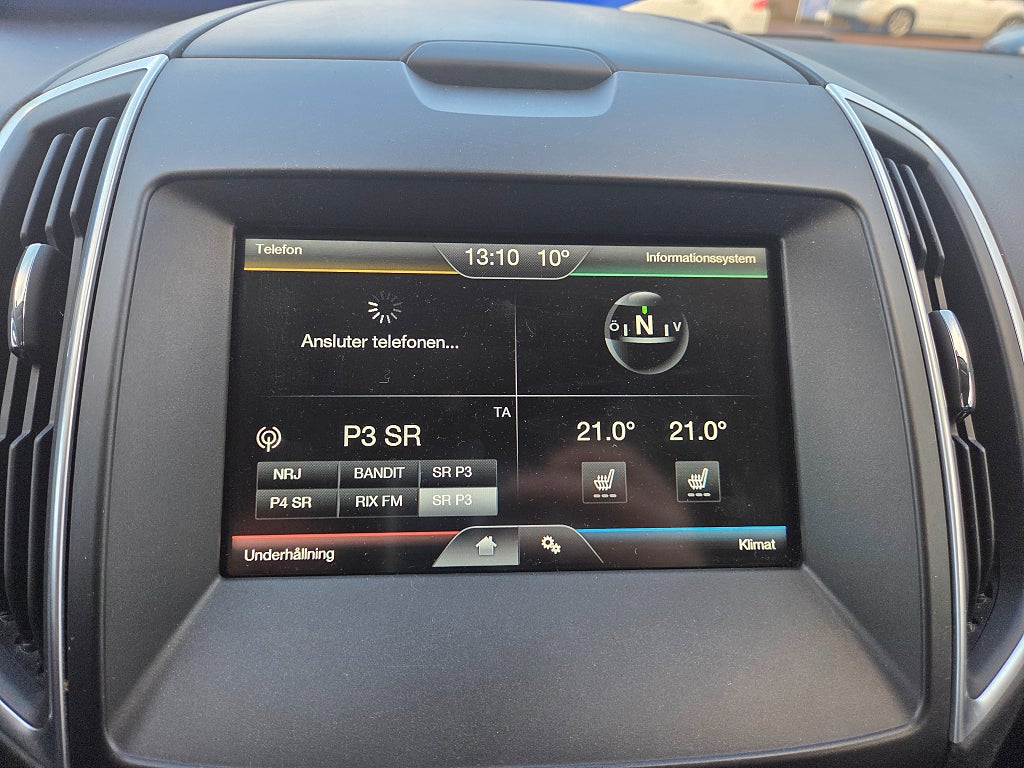 Telefon
13:10 10°
Informationssystem
Ansluter telefonen...
Ö N V
TA
P3 SR
NRJ BANDIT SR P3
P4 SR RIX FM SR P3
21.0° 21.0°
Underhållning
Klimat